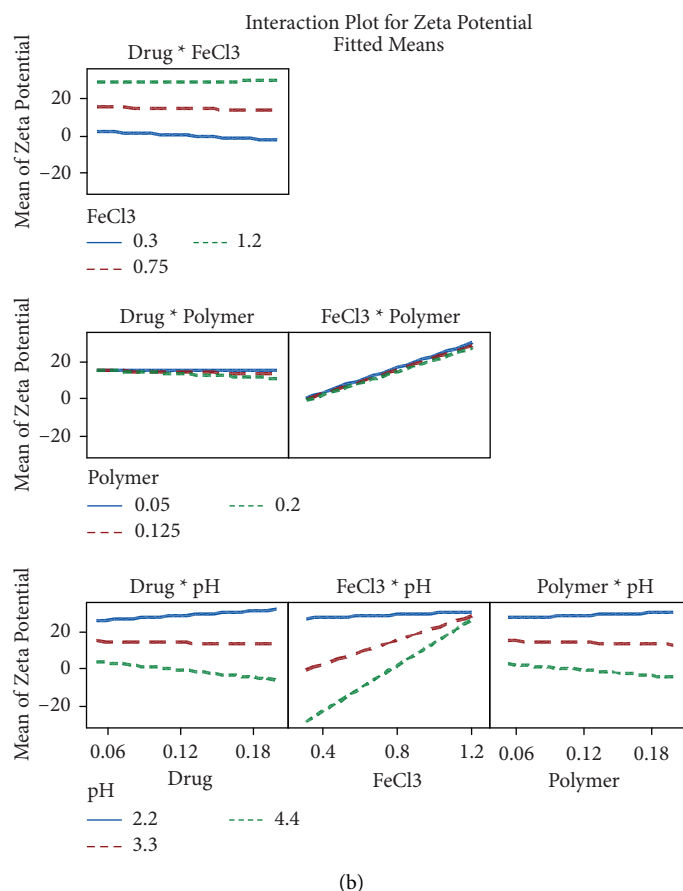 Interaction Plot for Zeta Potential
Fitted Means
Drug * FeCl3
Mean of Zeta Potential
20
0
−20
FeCl3
0.3
1.2
0.75
Drug * Polymer
FeCl3 * Polymer
Mean of Zeta Potential
20
0
−20
Polymer
0.05
0.2
0.125
Drug * pH
FeCl3 * pH
Polymer * pH
Mean of Zeta Potential
20
0
−20
0.06 0.12 0.18
0.4 0.8 1.2
0.06 0.12 0.18
Drug
FeCl3
Polymer
pH
2.2
4.4
3.3
(b)